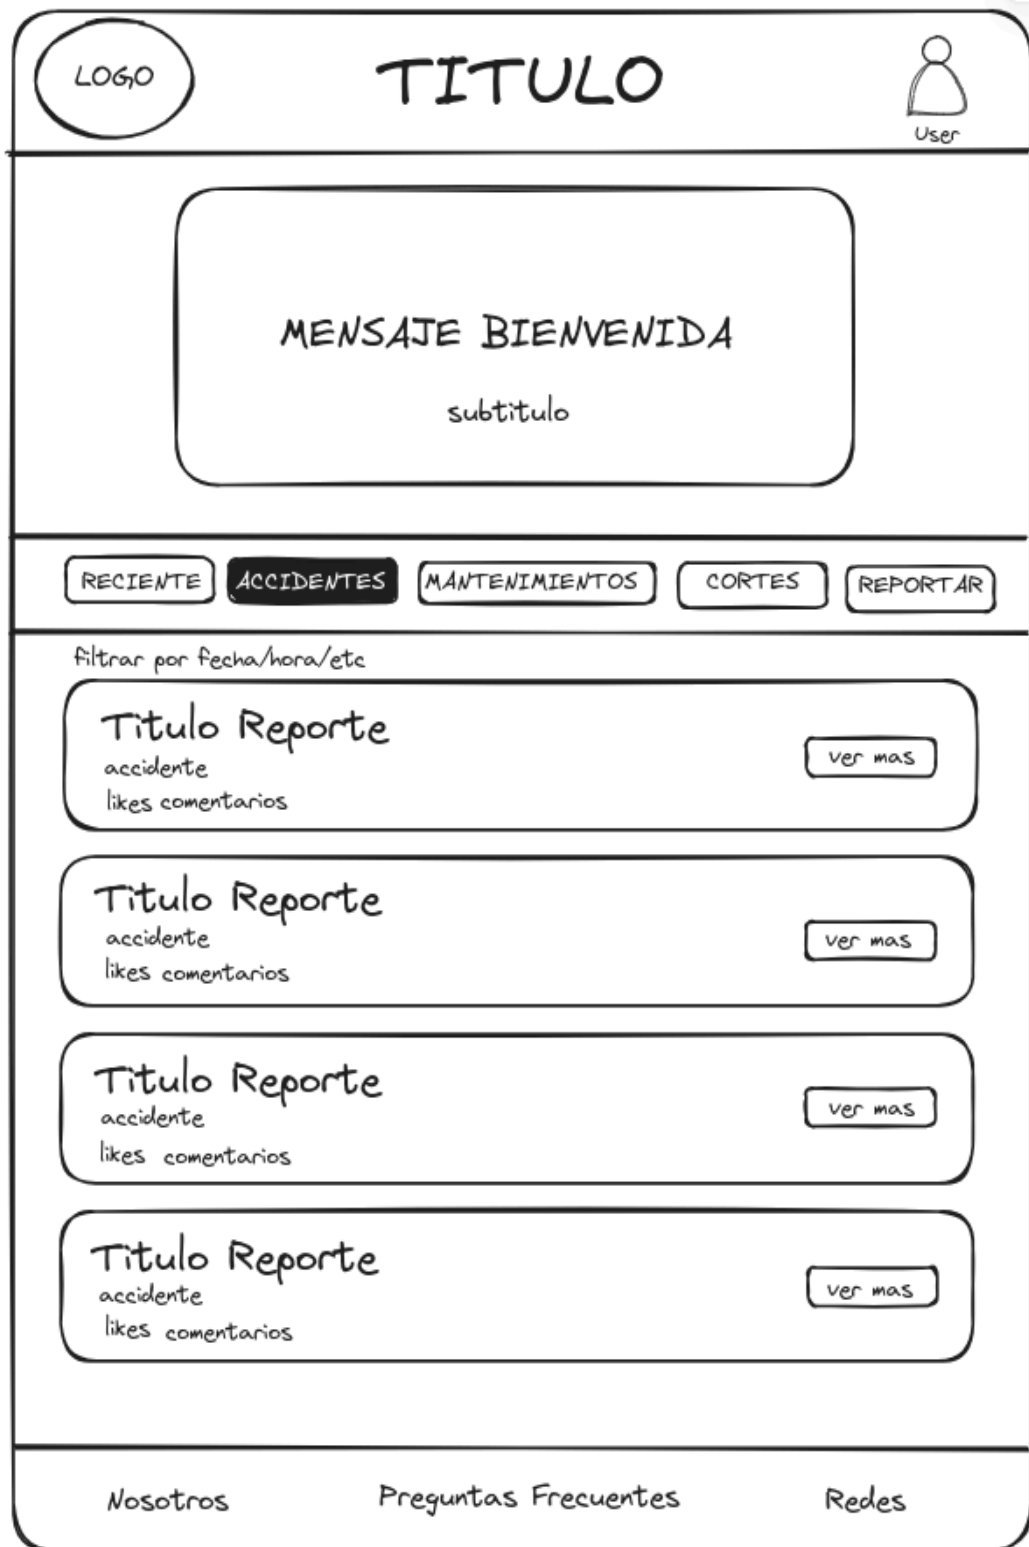 LOGO
TITULO
User
MENSAJE BIENVENIDA
subtitulo
RECIENTE
ACCIDENTES
MANTENIMIENTOS
CORTES
REPORTAR
filtrar por fecha/hora/etc
Titulo Reporte
accidente
likes comentarios
ver mas
Titulo Reporte
accidente
likes comentarios
ver mas
Titulo Reporte
accidente
likes comentarios
ver mas
Titulo Reporte
accidente
likes comentarios
ver mas
Nosotros
Preguntas Frecuentes
Redes